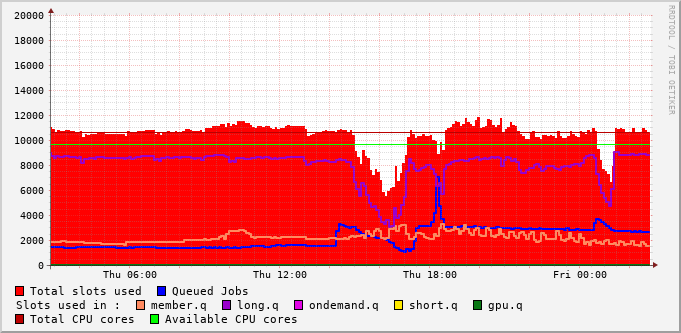 20000
18000
16000
14000
12000
10000
8000
6000
4000
2000
0
Thu 06:00 Thu 12:00 Thu 18:00 Fri 00:00
RRDTOOL / TOBI OETIKER
Total slots used Queued Jobs
Slots used in : member.q long.q ondemand.q short.q gpu.q
Total CPU cores Available CPU cores